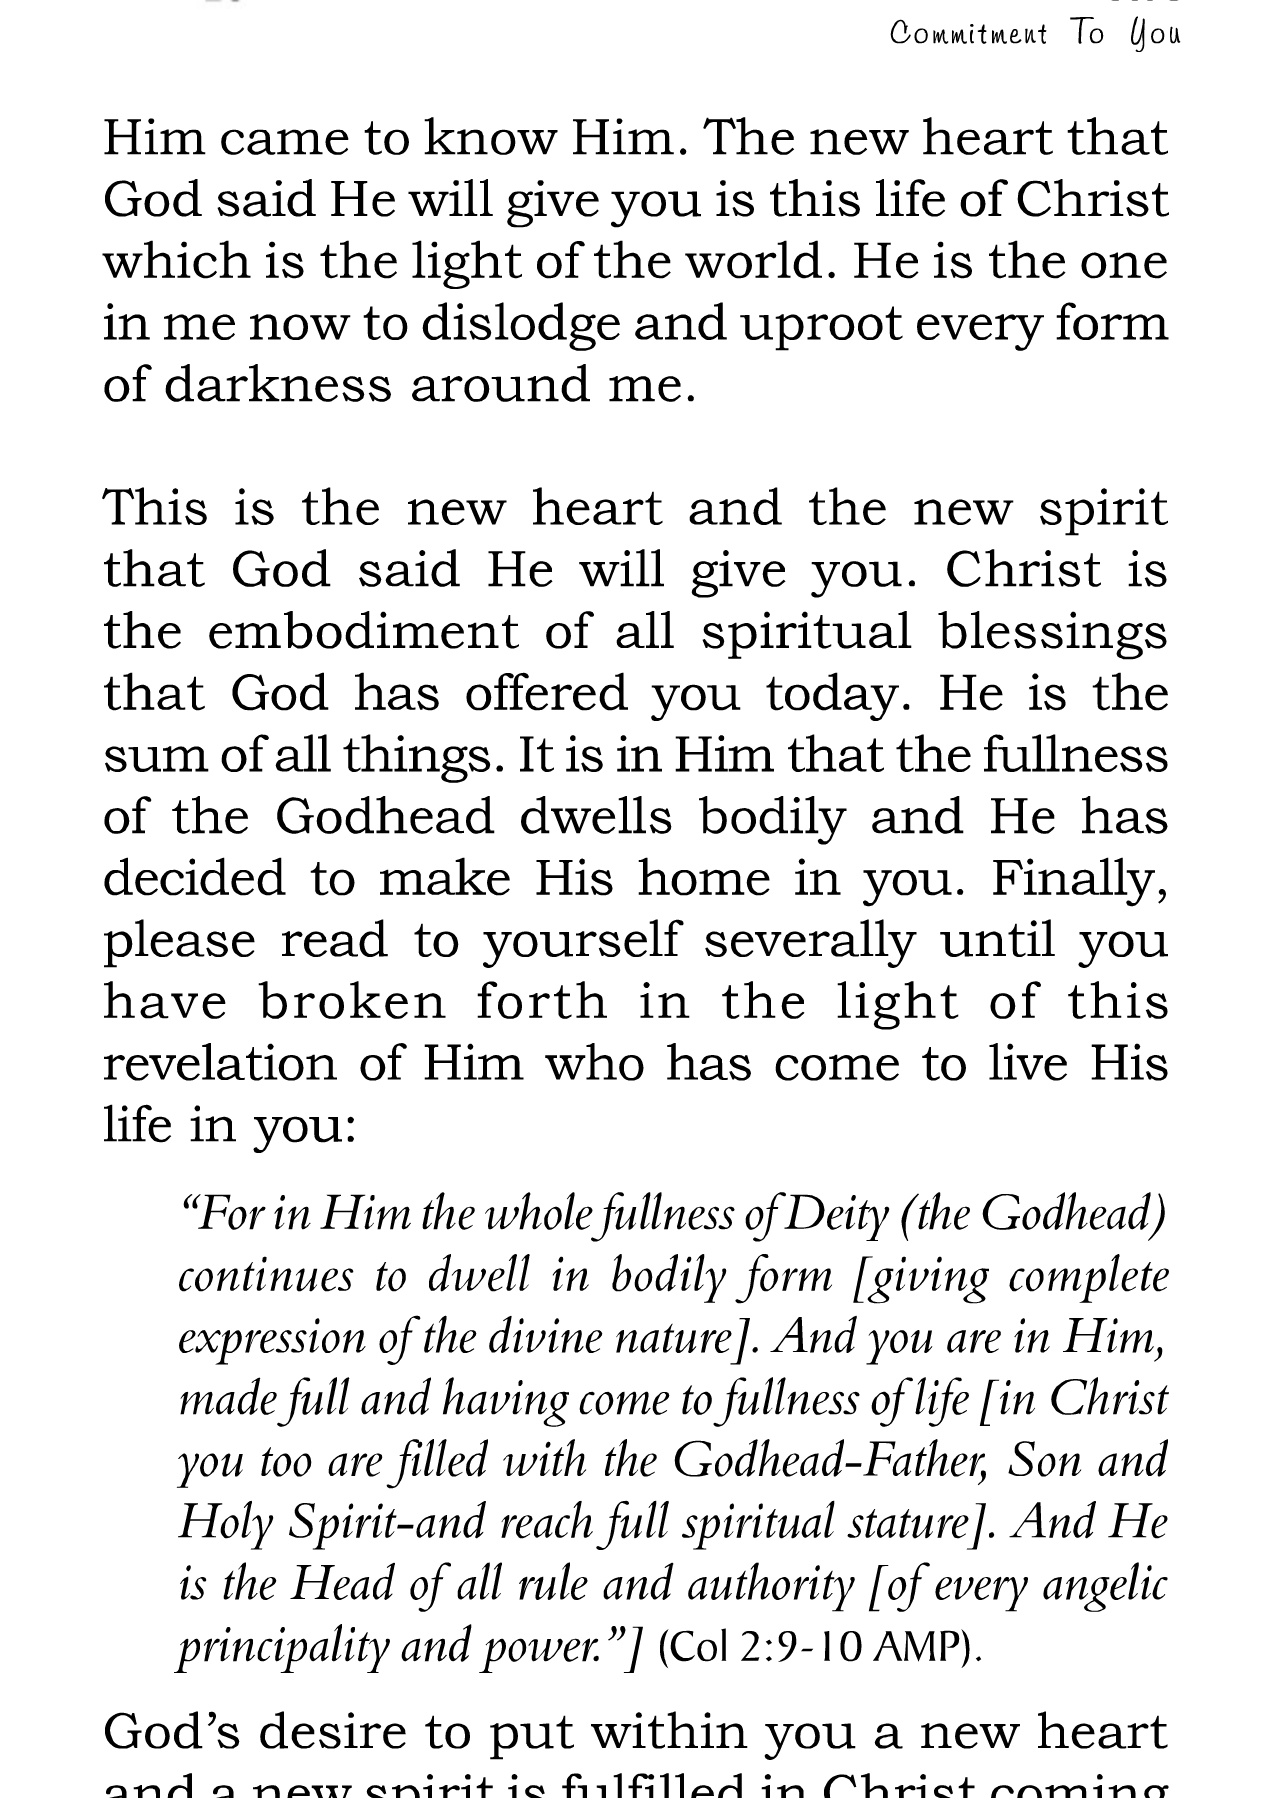 Commitment To You
Him came to know Him. The new heart that
God said He will give you is this life of Christ
which is the light of the world. He is the one
in me now to dislodge and uproot every form
of darkness around me.
This is the new heart and the new spirit
that God said He will give you. Christ is
the embodiment of all spiritual blessings
that God has offered you today. He is the
sum of all things. It is in Him that the fullness
of the Godhead dwells bodily and He has
decided to make His home in you. Finally,
please read to yourself severally until you
have broken forth in the light of this
revelation of Him who has come to live His
life in you:
“For in Him the whole fullness of Deity (the Godhead)
continues to dwell in bodily form [giving complete
expression of the divine nature]. And you are in Him,
made full and having come to fullness of life [in Christ
you too are filled with the Godhead-Father, Son and
Holy Spirit-and reach full spiritual stature]. And He
is the Head of all rule and authority [of every angelic
principality and power.”] (Col 2:9-10 AMP).
God’s desire to put within you a new heart
and a new spirit is fulfilled in Christ coming